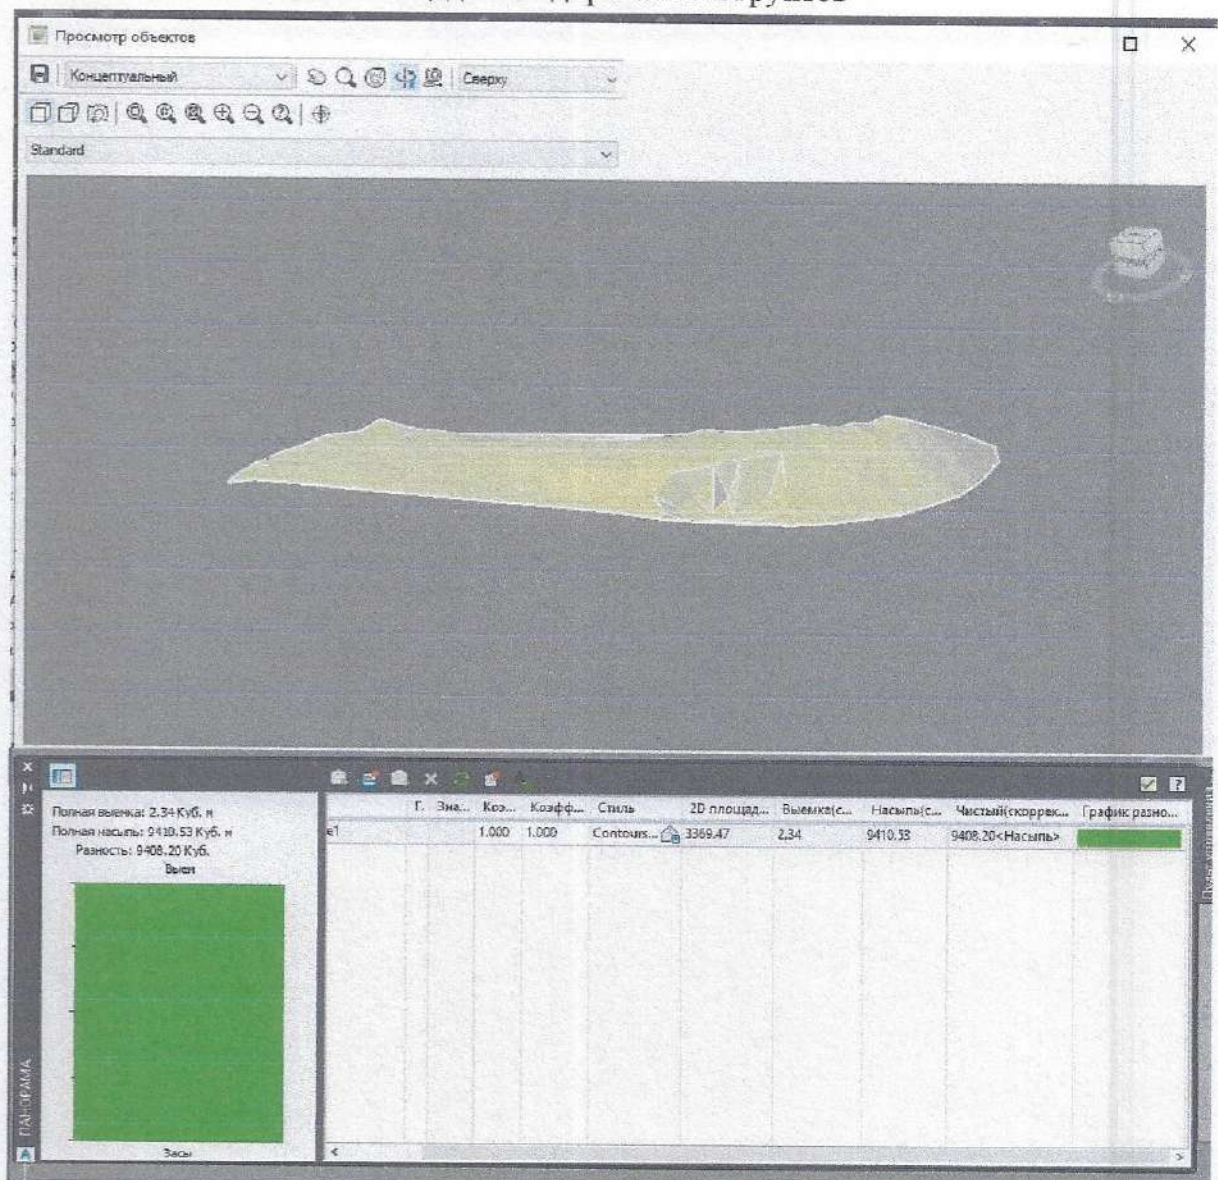 Просмотр объектов
Концептуальный
Сверху
Standard
Полная выемка: 2.34 Куб. м
Полная насыпь: 9410.53 Куб. м
Разность: 9408.20 Куб.
Выем
Засы
Г. Зна... Коэ... Коэфф... Стиль 2D площад... Выемка(с... Насыпь(с... Чистый(скоррек... График разно...
е1 1.000 1.000 Contours... 3369.47 2.34 9410.53 9408.20<Насыпь>
ПАНОРАМА